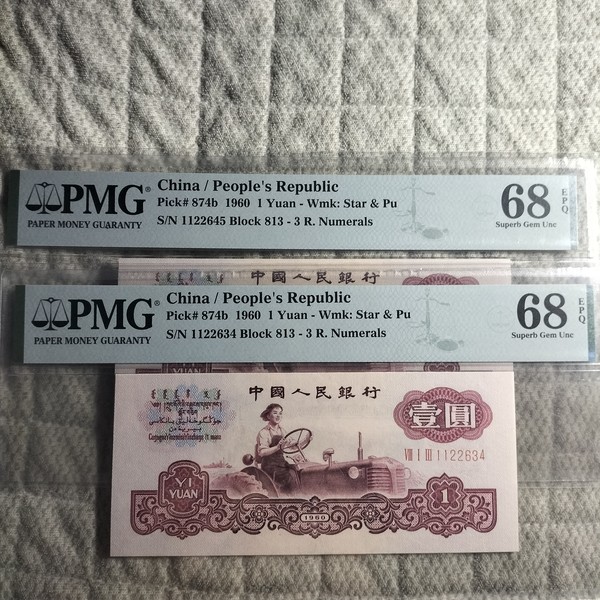 PMG®
PAPER MONEY GUARANTY
China / People's Republic
Pick# 874b 1960 1 Yuan - Wmk: Star & Pu
S/N 1122645 Block 813 - 3 R. Numerals
68
EPQ
Superb Gem Unc
中國人民銀行
PMG®
PAPER MONEY GUARANTY
China / People's Republic
Pick# 874b 1960 1 Yuan - Wmk: Star & Pu
S/N 1122634 Block 813 - 3 R. Numerals
68
EPQ
Superb Gem Unc
中國人民銀行
壹圓
VIII I III 1122634
YI
YUAN
1960
1